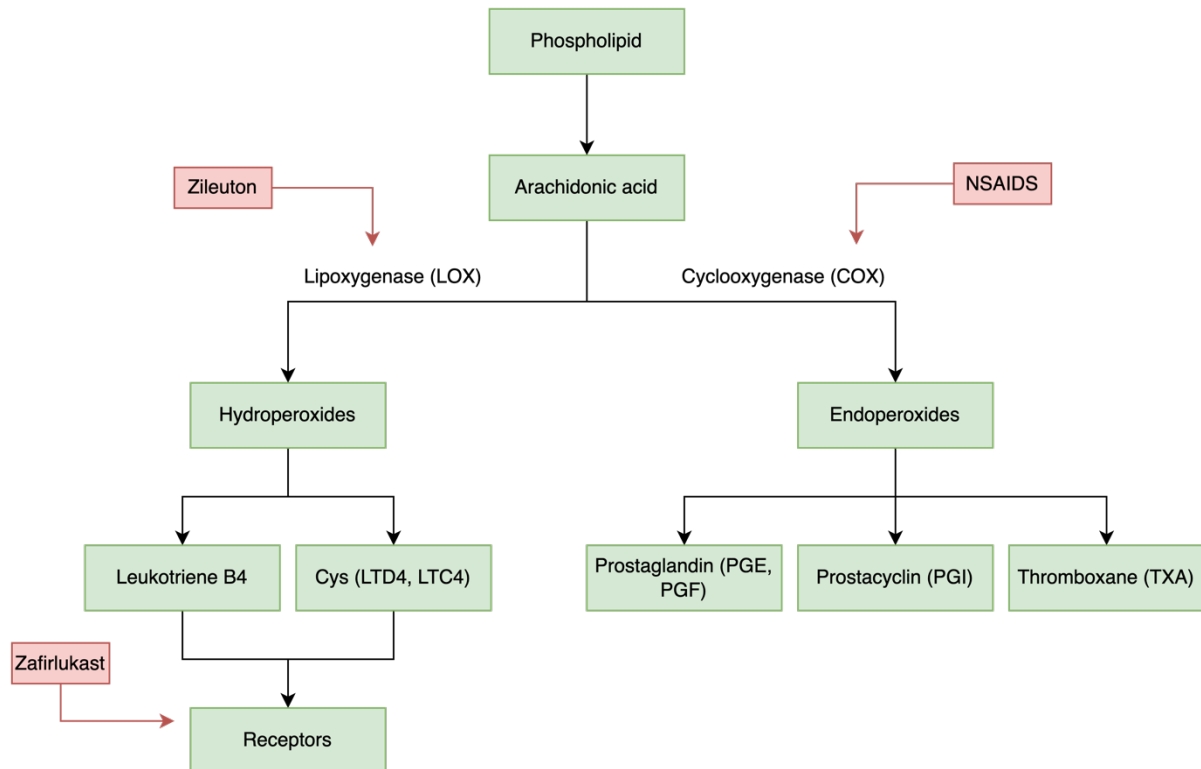 Phospholipid
Zileuton
Arachidonic acid
NSAIDS
Lipoxygenase (LOX)
Cyclooxygenase (COX)
Hydroperoxides
Endoperoxides
Leukotriene B4
Cys (LTD4, LTC4)
Prostaglandin (PGE,
PGF)
Prostacyclin (PGI)
Thromboxane (TXA)
Zafirlukast
Receptors